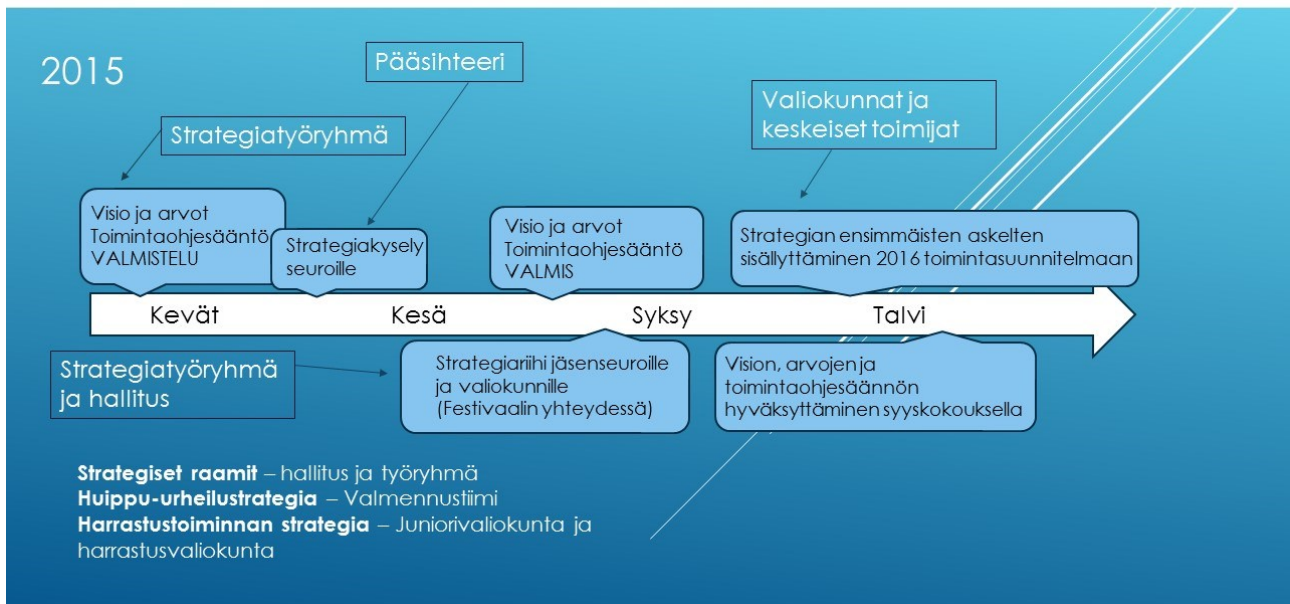 2015
Pääsihteeri
Strategiatyöryhmä
Valiokunnat ja
keskeiset toimijat
Visio ja arvot
Toimintaohjesääntö
VALMISTELU
Strategiakysely
seuroille
Visio ja arvot
Toimintaohjesääntö
VALMIS
Strategian ensimmäisten askelten
sisällyttäminen 2016 toimintasuunnitelmaan
Kevät
Kesä
Syksy
Talvi
Strategiatyöryhmä
ja hallitus
Strategiariihi jäsenseuroille
ja valiokunnille
(Festivaalin yhteydessä)
Vision, arvojen ja
toimintaohjesäännön
hyväksyttäminen syyskokouksella
Strategiset raamit – hallitus ja työryhmä
Huippu-urheilustrategia – Valmennustiimi
Harrastustoiminnan strategia – Juniorivaliokunta ja
harrastusvaliokunta